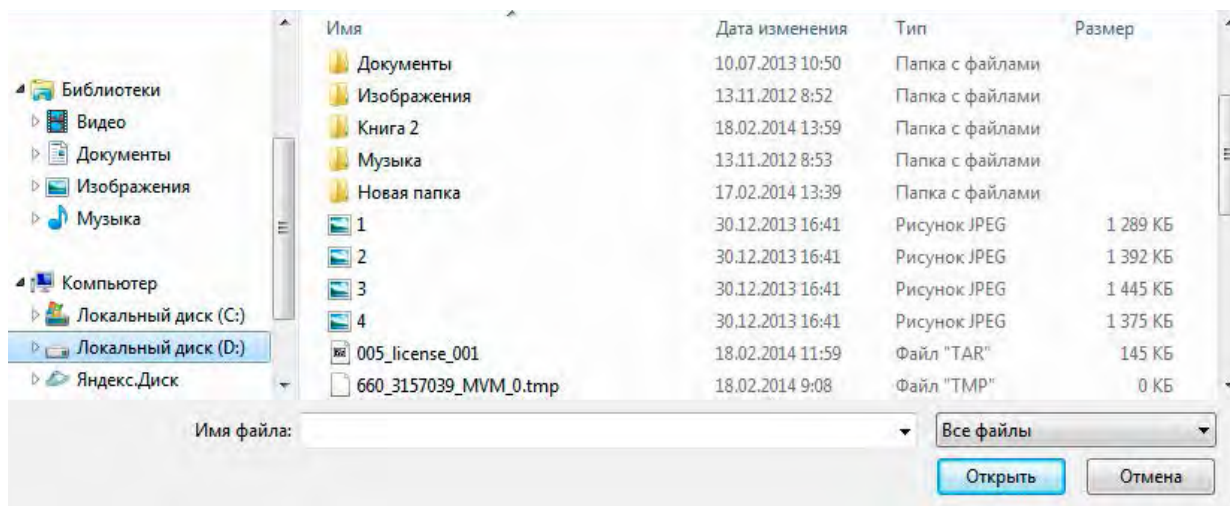 Имя Дата изменения Тип Размер
Документы 10.07.2013 10:50 Папка с файлами
Библиотеки Изображения 13.11.2012 8:52 Папка с файлами
Видео Книга 2 18.02.2014 13:59 Папка с файлами
Документы Музыка 13.11.2012 8:53 Папка с файлами
Изображения Новая папка 17.02.2014 13:39 Папка с файлами
Музыка 1 30.12.2013 16:41 Рисунок JPEG 1 289 КБ
2 30.12.2013 16:41 Рисунок JPEG 1 392 КБ
Компьютер 3 30.12.2013 16:41 Рисунок JPEG 1 445 КБ
Локальный диск (C:) 4 30.12.2013 16:41 Рисунок JPEG 1 375 КБ
Локальный диск (D:) 005_license_001 18.02.2014 11:59 Файл "TAR" 145 КБ
Яндекс.Диск 660_3157039_MVM_0.tmp 18.02.2014 9:08 Файл "TMP" 0 КБ
Имя файла: Все файлы
Открыть Отмена